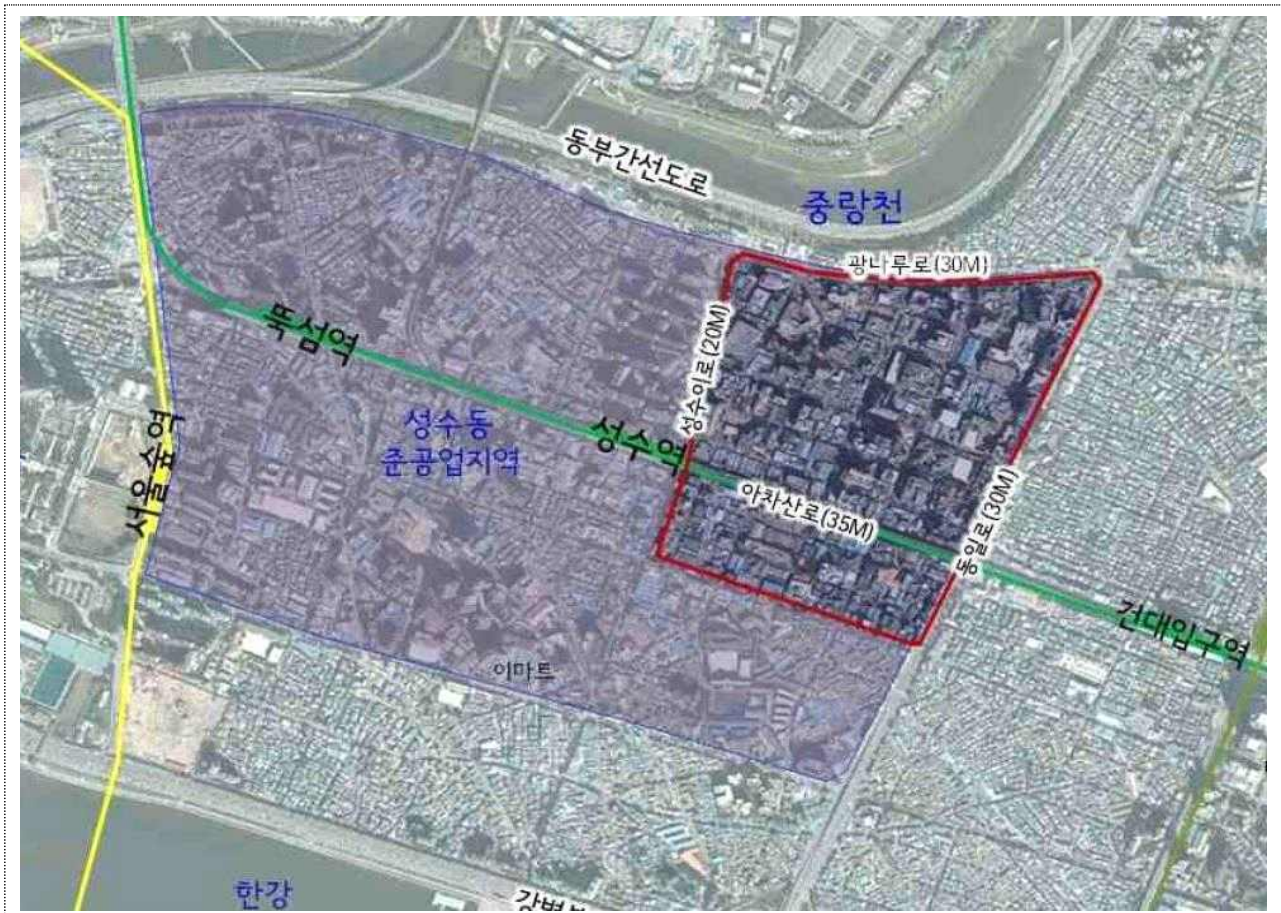 동부간선도로
중랑천
광나루로(30M)
뚝섬역
성수이로(20M)
성수동
준공업지역
성수역
서울숲역
아차산로(35M)
동일로(30M)
건대입구역
이마트
한강